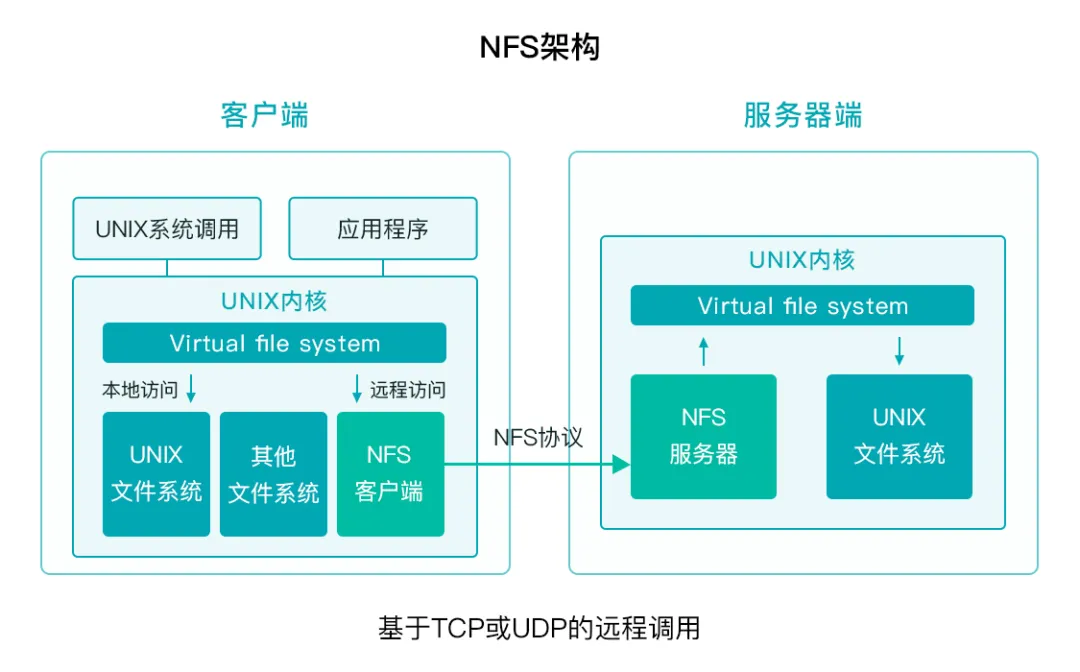 NFS架构
客户端
服务器端
UNIX系统调用
应用程序
UNIX内核
Virtual file system
本地访问
远程访问
UNIX
文件系统
其他
文件系统
NFS
客户端
NFS协议
UNIX内核
Virtual file system
NFS
服务器
UNIX
文件系统
基于TCP或UDP的远程调用